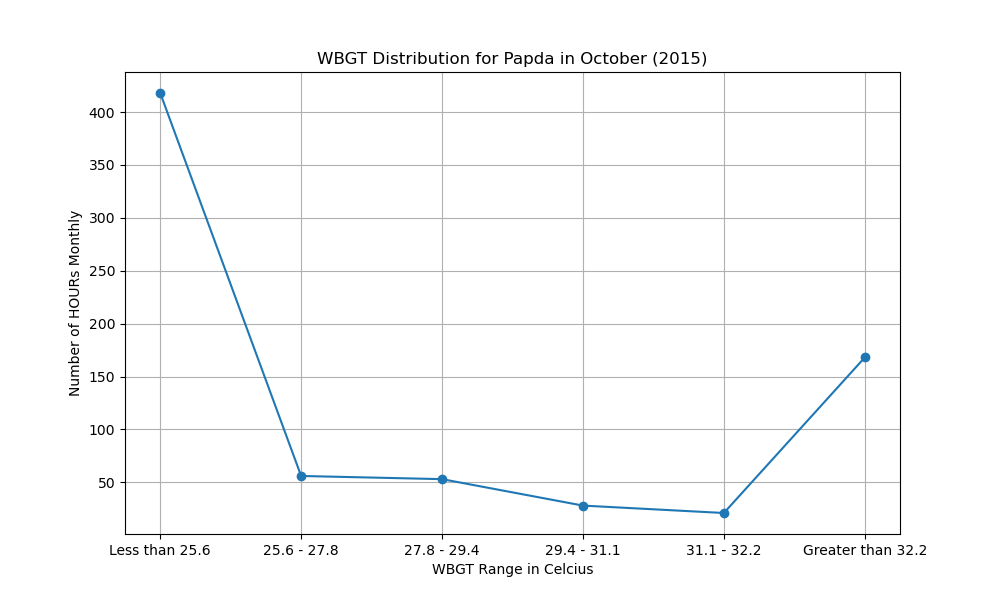 WBGT Distribution for Papda in October (2015)
Number of HOURs Monthly
400
350
300
250
200
150
100
50
Less than 25.6
25.6 - 27.8
27.8 - 29.4
29.4 - 31.1
31.1 - 32.2
Greater than 32.2
WBGT Range in Celcius